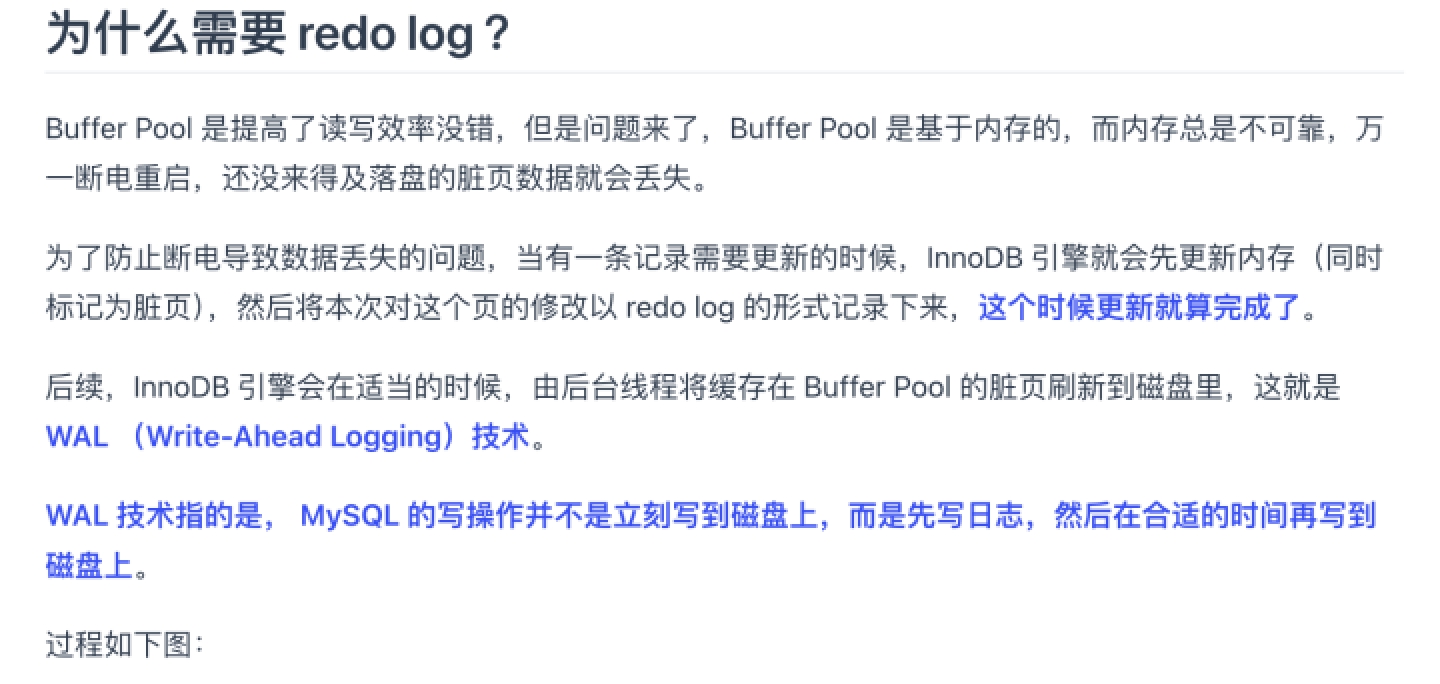 为什么需要 redo log？
Buffer Pool 是提高了读写效率没错，但是问题来了，Buffer Pool 是基于内存的，而内存总是不可靠，万
一断电重启，还没来得及落盘的脏页数据就会丢失。
为了防止断电导致数据丢失的问题，当有一条记录需要更新的时候，InnoDB 引擎就会先更新内存（同时
标记为脏页），然后将本次对这个页的修改以 redo log 的形式记录下来，这个时候更新就算完成了。
后续，InnoDB 引擎会在适当的时候，由后台线程将缓存在 Buffer Pool 的脏页刷新到磁盘里，这就是
WAL （Write-Ahead Logging）技术。
WAL 技术指的是， MySQL 的写操作并不是立刻写到磁盘上，而是先写日志，然后在合适的时间再写到
磁盘上。
过程如下图：